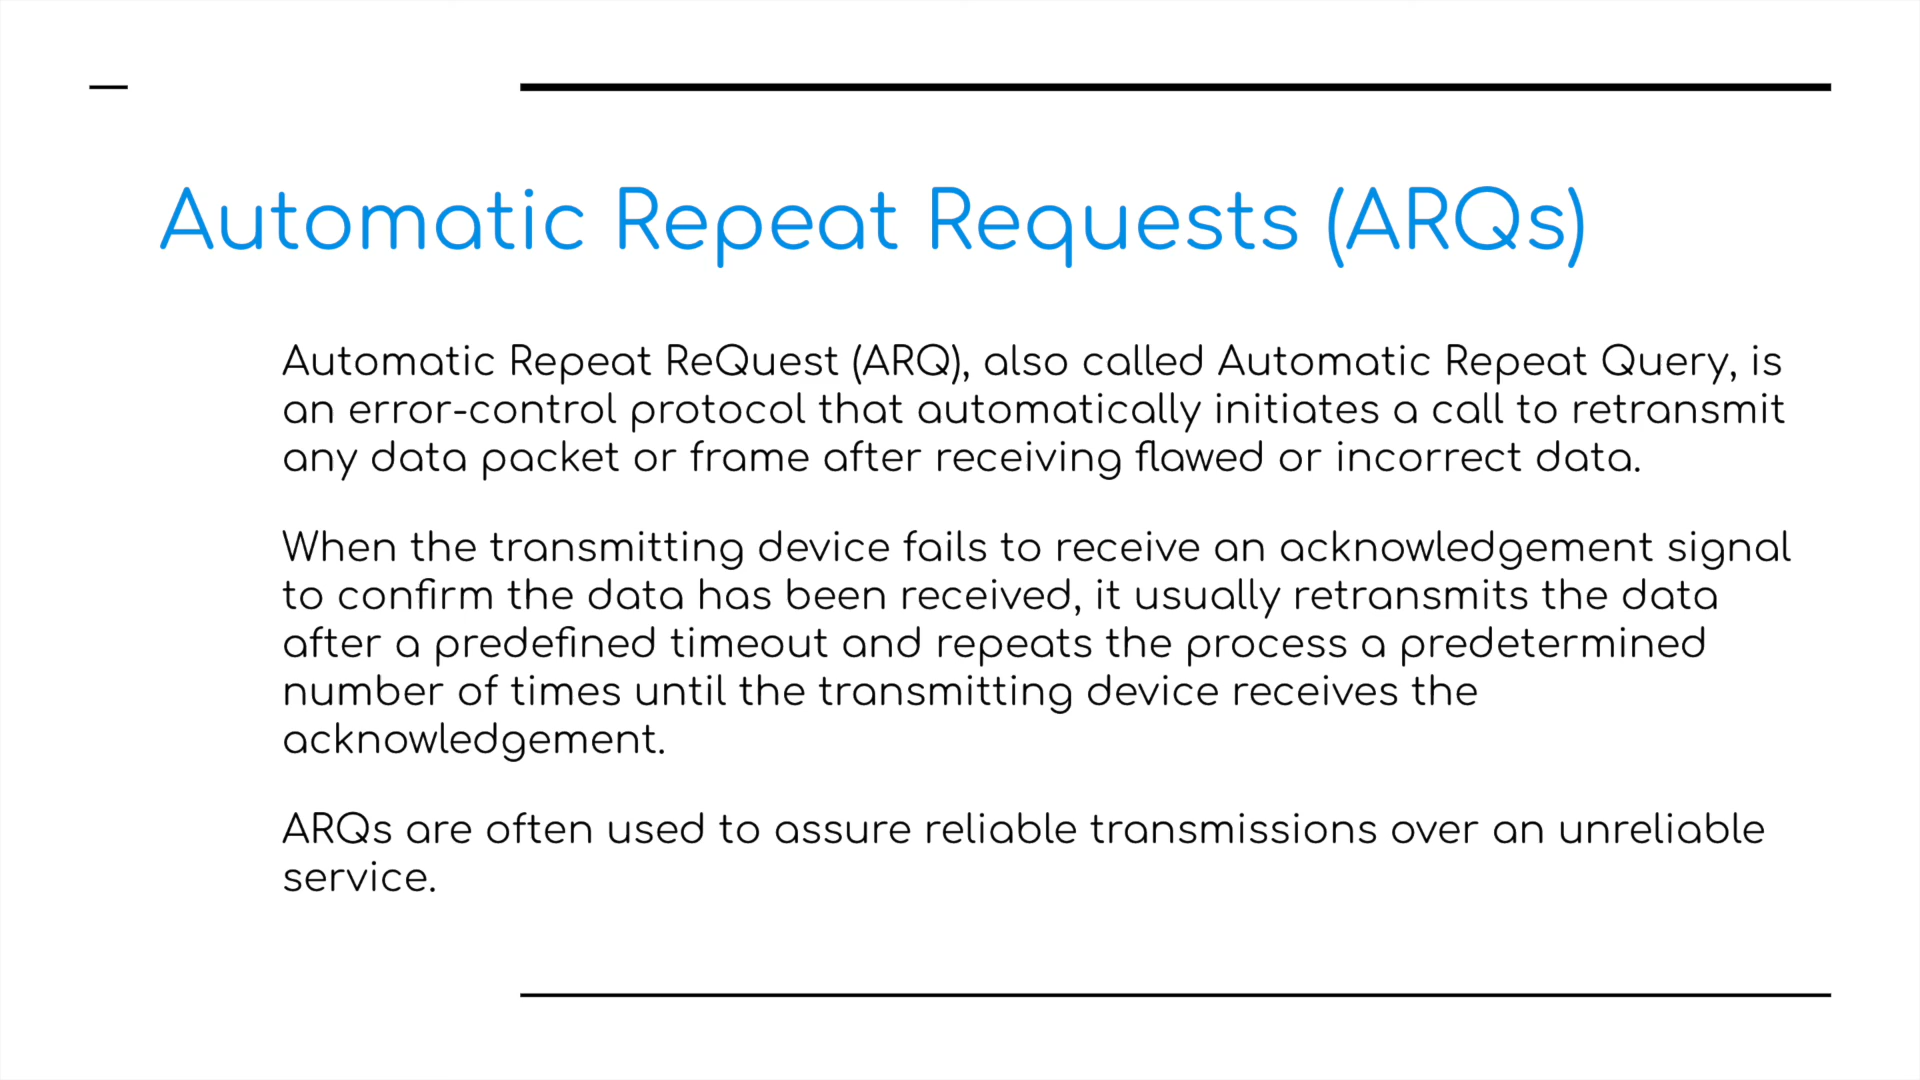 Automatic Repeat Requests (ARQs)
Automatic Repeat ReQuest (ARQ), also called Automatic Repeat Query, is
an error-control protocol that automatically initiates a call to retransmit
any data packet or frame after receiving flawed or incorrect data.
When the transmitting device fails to receive an acknowledgement signal
to confirm the data has been received, it usually retransmits the data
after a predefined timeout and repeats the process a predetermined
number of times until the transmitting device receives the
acknowledgement.
ARQs are often used to assure reliable transmissions over an unreliable
service.